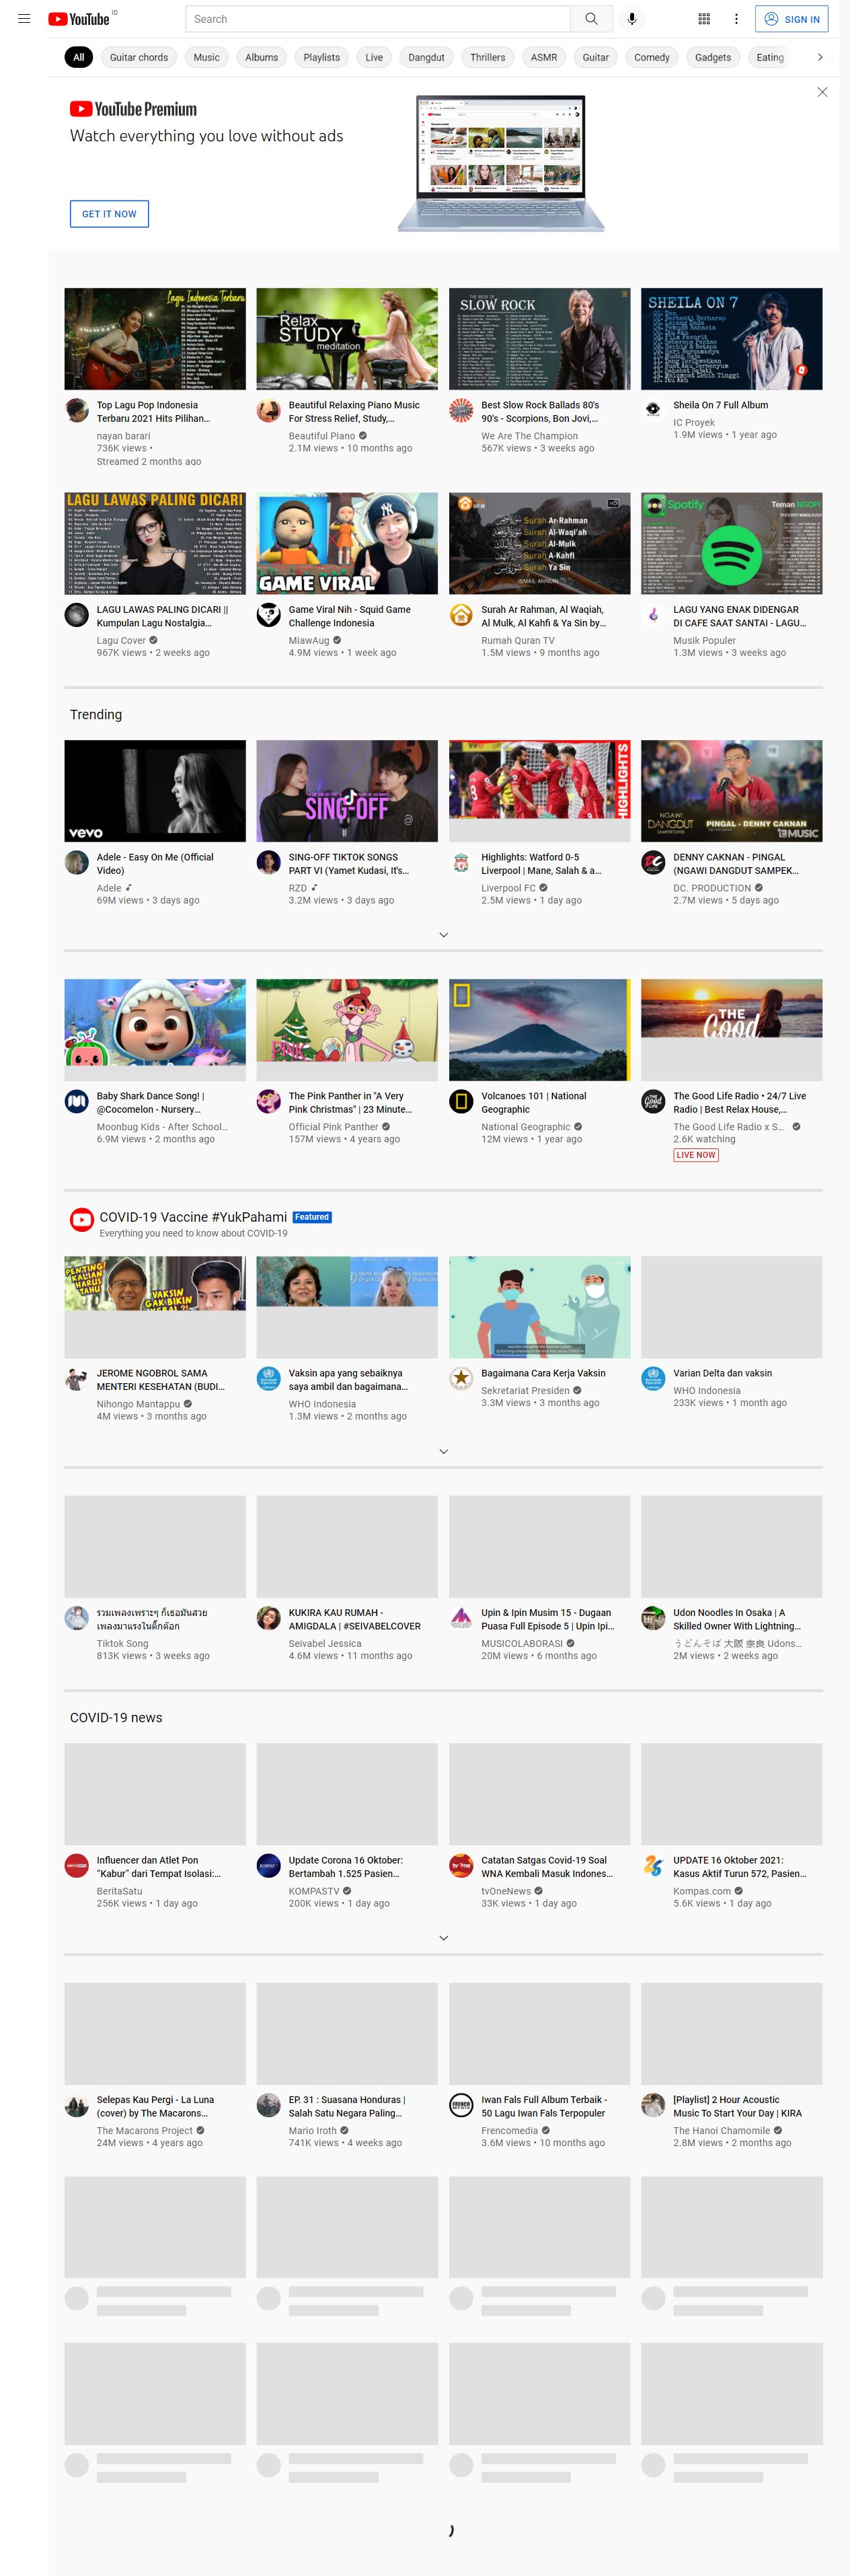 YouTube ID
Search
SIGN IN
All
Guitar chords
Music
Albums
Playlists
Live
Dangdut
Thrillers
ASMR
Guitar
Comedy
Gadgets
Eating
YouTube Premium
Watch everything you love without ads
GET IT NOW
Lagu Indonesia Terbaru
Relax
STUDY
meditation
THE BEST OF
SLOW ROCK
SHEILA ON 7
Top Lagu Pop Indonesia
Terbaru 2021 Hits Pilihan...
nayan barari
736K views •
Streamed 2 months ago
Beautiful Relaxing Piano Music
For Stress Relief, Study,...
Beautiful Piano
2.1M views • 10 months ago
Best Slow Rock Ballads 80's
90's - Scorpions, Bon Jovi,...
We Are The Champion
567K views • 3 weeks ago
Sheila On 7 Full Album
IC Proyek
1.9M views • 1 year ago
LAGU LAWAS PALING DICARI
GAME VIRAL
Surah Ar-Rahman
Surah Al-Waqi'ah
Surah Al-Mulk
Surah A-Kahfi
Surah Ya Sin
ISMAIL ANNURI
HD
Spotify
Teman NGOPI
LAGU LAWAS PALING DICARI ||
Kumpulan Lagu Nostalgia...
Lagu Cover
967K views • 2 weeks ago
Game Viral Nih - Squid Game
Challenge Indonesia
MiawAug
4.9M views • 1 week ago
Surah Ar Rahman, Al Waqiah,
Al Mulk, Al Kahfi & Ya Sin by...
Rumah Quran TV
1.5M views • 9 months ago
LAGU YANG ENAK DIDENGAR
DI CAFE SAAT SANTAI - LAGU...
Musik Populer
1.3M views • 3 weeks ago
Trending
vevo
SING-OFF
HIGHLIGHTS
NGAWI
DANGDUT
PINGAL - DENNY CAKNAN
MUSIC
Adele - Easy On Me (Official
Video)
Adele
69M views • 3 days ago
SING-OFF TIKTOK SONGS
PART VI (Yamet Kudasi, It's...
RZD
3.2M views • 3 days ago
Highlights: Watford 0-5
Liverpool | Mane, Salah & a...
Liverpool FC
2.5M views • 1 day ago
DENNY CAKNAN - PINGAL
(NGAWI DANGDUT SAMPEK...
DC. PRODUCTION
2.7M views • 5 days ago
PINK
THE
Good
Baby Shark Dance Song! |
@Cocomelon - Nursery...
Moonbug Kids - After School...
6.9M views • 2 months ago
The Pink Panther in "A Very
Pink Christmas" | 23 Minute...
Official Pink Panther
157M views • 4 years ago
Volcanoes 101 | National
Geographic
National Geographic
12M views • 1 year ago
The Good Life Radio • 24/7 Live
Radio | Best Relax House,...
The Good Life Radio x S...
2.6K watching
LIVE NOW
COVID-19 Vaccine #YukPahami Featured
Everything you need to know about COVID-19
PENTING!
KALIAN
HARUS
TAHU
VAKSIN
GAK BIKIN
JEROME NGOBROL SAMA
MENTERI KESEHATAN (BUDI...
Nihongo Mantappu
4M views • 3 months ago
Vaksin apa yang sebaiknya
saya ambil dan bagaimana...
WHO Indonesia
1.3M views • 2 months ago
Bagaimana Cara Kerja Vaksin
Sekretariat Presiden
3.3M views • 3 months ago
Varian Delta dan vaksin
WHO Indonesia
233K views • 1 month ago
รวมเพลงเพราะๆ ก็เธอมันสวย
เพลงมาแรงในติ๊กต๊อก
Tiktok Song
813K views • 3 weeks ago
KUKIRA KAU RUMAH -
AMIGDALA | #SEIVABELCOVER
Seivabel Jessica
4.6M views • 11 months ago
Upin & Ipin Musim 15 - Dugaan
Puasa Full Episode 5 | Upin Ipi...
MUSICOLABORASI
20M views • 6 months ago
Udon Noodles In Osaka | A
Skilled Owner With Lightning...
うどんそば 大阪 奈良 Udons...
2M views • 2 weeks ago
COVID-19 news
Influencer dan Atlet Pon
“Kabur” dari Tempat Isolasi:...
BeritaSatu
256K views • 1 day ago
Update Corona 16 Oktober:
Bertambah 1.525 Pasien...
KOMPASTV
200K views • 1 day ago
Catatan Satgas Covid-19 Soal
WNA Kembali Masuk Indones...
tvOneNews
33K views • 1 day ago
UPDATE 16 Oktober 2021:
Kasus Aktif Turun 572, Pasien...
Kompas.com
5.6K views • 1 day ago
Selepas Kau Pergi - La Luna
(cover) by The Macarons...
The Macarons Project
24M views • 4 years ago
EP. 31 : Suasana Honduras |
Salah Satu Negara Paling...
Mario Iroth
741K views • 4 weeks ago
Iwan Fals Full Album Terbaik -
50 Lagu Iwan Fals Terpopuler
Frencomedia
3.6M views • 10 months ago
[Playlist] 2 Hour Acoustic
Music To Start Your Day | KIRA
The Hanoi Chamomile
2.8M views • 2 months ago